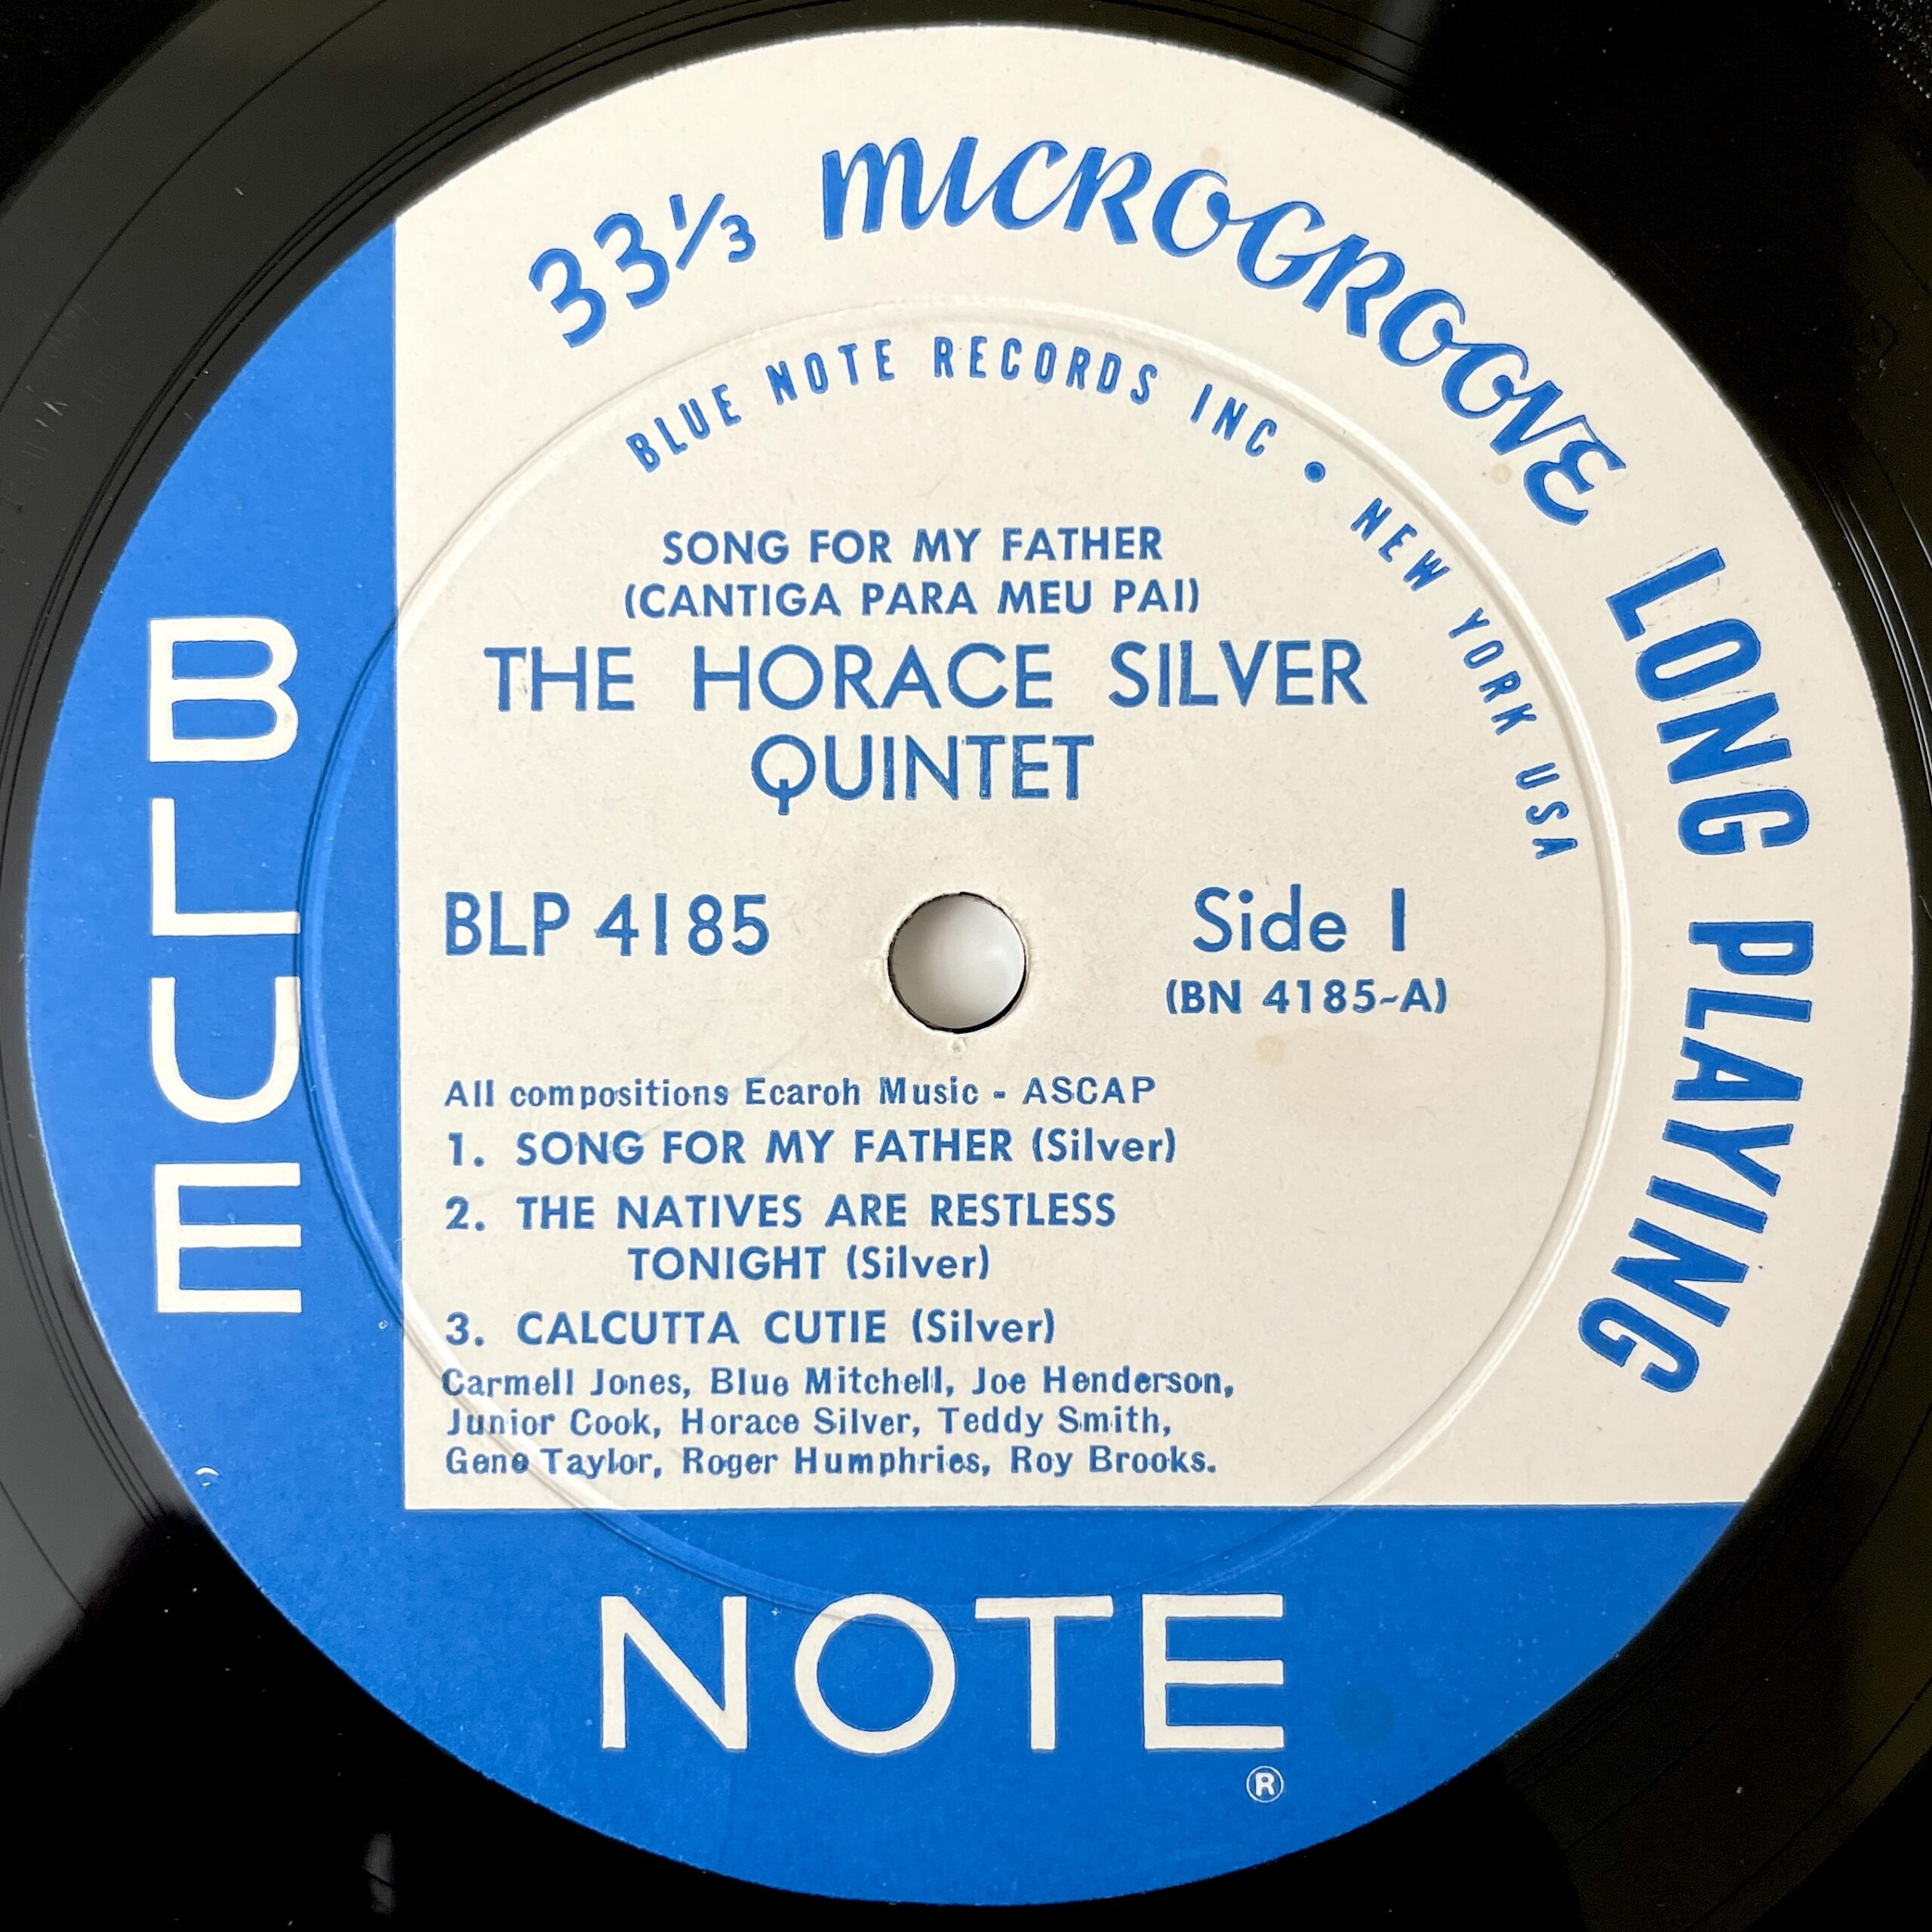 33⅓ MICROGROOVE LONG PLAYING
BLUE NOTE RECORDS INC • NEW YORK USA
SONG FOR MY FATHER
(CANTIGA PARA MEU PAI)
THE HORACE SILVER
QUINTET
BLP 4185
Side 1
(BN 4185-A)
All compositions Ecaroh Music - ASCAP
1. SONG FOR MY FATHER (Silver)
2. THE NATIVES ARE RESTLESS
TONIGHT (Silver)
3. CALCUTTA CUTIE (Silver)
Carmell Jones, Blue Mitchell, Joe Henderson,
Junior Cook, Horace Silver, Teddy Smith,
Gene Taylor, Roger Humphries, Roy Brooks.
BLUE
NOTE
®